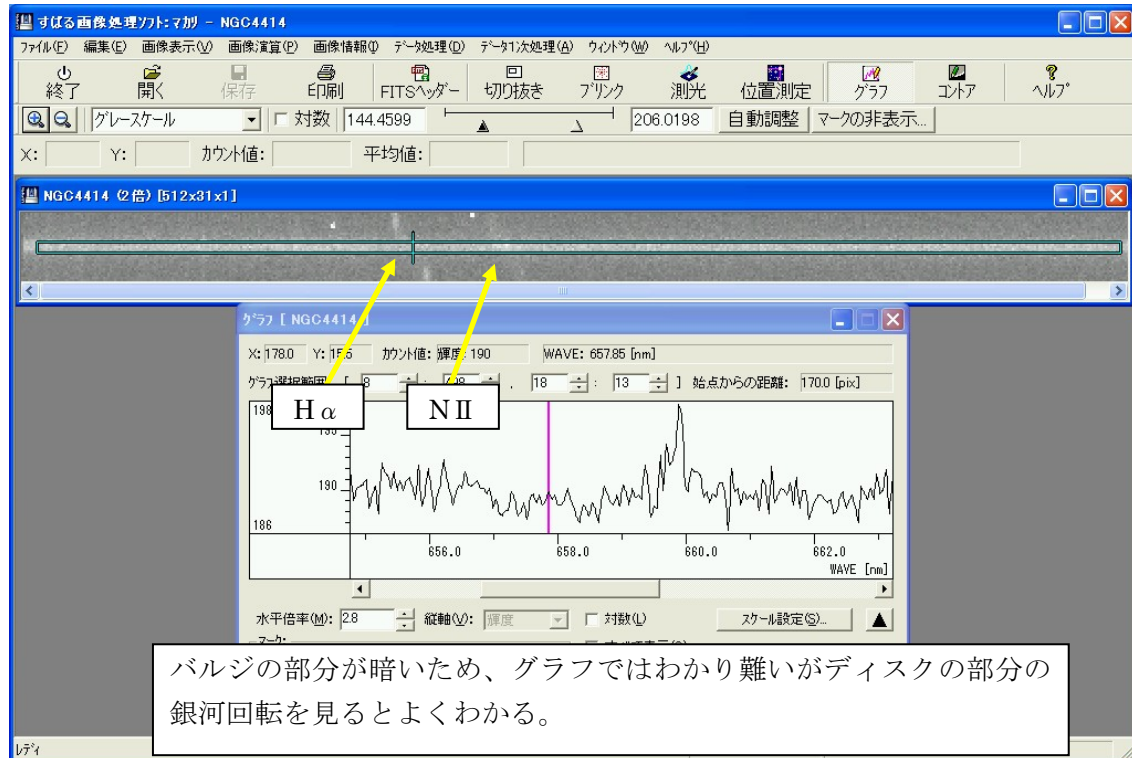 すばる画像処理ソフト:マカリ - NGC4414
ファイル(F) 編集(E) 画像表示(V) 画像演算(P) 画像情報(I) データ処理(D) データ1次処理(A) ウィンドウ(W) ヘルプ(H)
終了 開く 保存 印刷 FITSヘッダー 切り抜き ブリンク 測光 位置測定 グラフ コントア ヘルプ
グレースケール 対数 144.4599 206.0198 自動調整 マークの非表示...
X: Y: カウント値: 平均値:
NGC4414 (2倍) [512x31x1]
グラフ [ NGC4414 ]
X: 178.0 Y: 15.5 カウント値: 輝度: 190 WAVE: 657.85 [nm]
グラフ選択範囲: [ 8 : , 18 : 13 ] 始点からの距離: 170.0 [pix]
Hα NⅡ
198
190
186
656.0 658.0 660.0 662.0
WAVE [nm]
水平倍率(M): 2.8 縦軸(V): 輝度 対数(L) スケール設定(S)...
マーク:
バルジの部分が暗いため、グラフではわかり難いがディスクの部分の
銀河回転を見るとよくわかる。
レディ